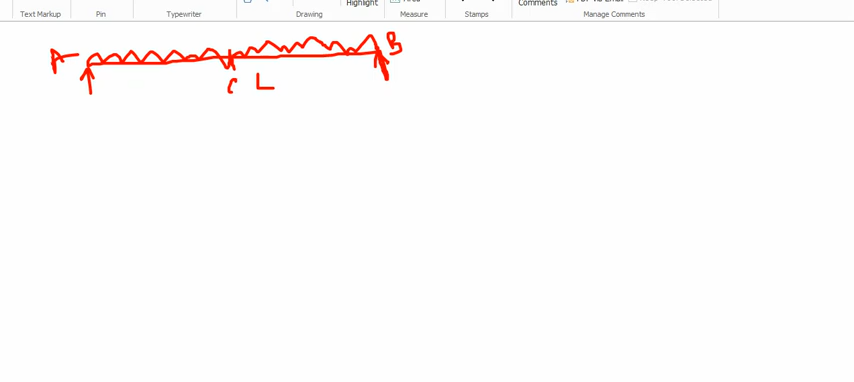 Highlight
Comments
Text Markup Pin Typewriter Drawing Measure Stamps Manage Comments
A B
C L